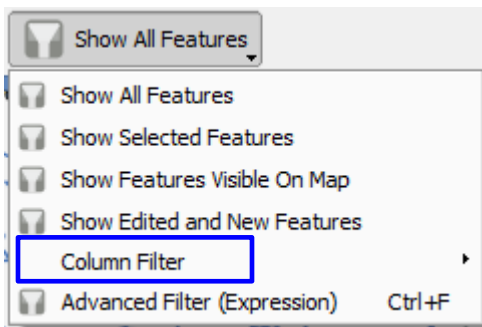 Show All Features
Show All Features
Show Selected Features
Show Features Visible On Map
Show Edited and New Features
Column Filter
Advanced Filter (Expression) Ctrl+F